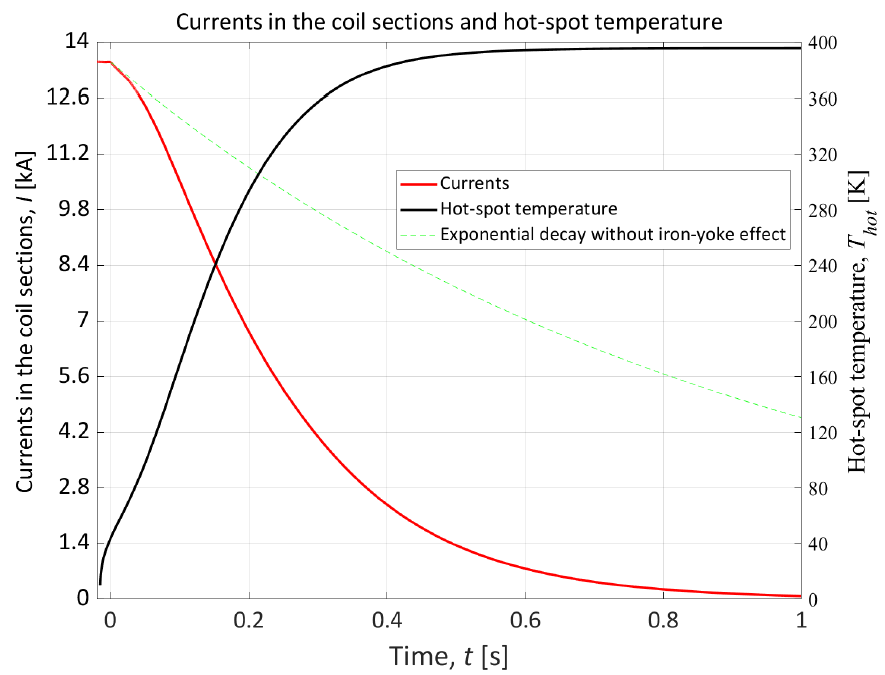 Currents in the coil sections and hot-spot temperature
Currents in the coil sections, I [kA]
14
12.6
11.2
9.8
8.4
7
5.6
4.2
2.8
1.4
0
Currents
Hot-spot temperature
Exponential decay without iron-yoke effect
400
360
320
280
240
200
160
120
80
40
0
Hot-spot temperature, T_hot [K]
0 0.2 0.4 0.6 0.8 1
Time, t [s]